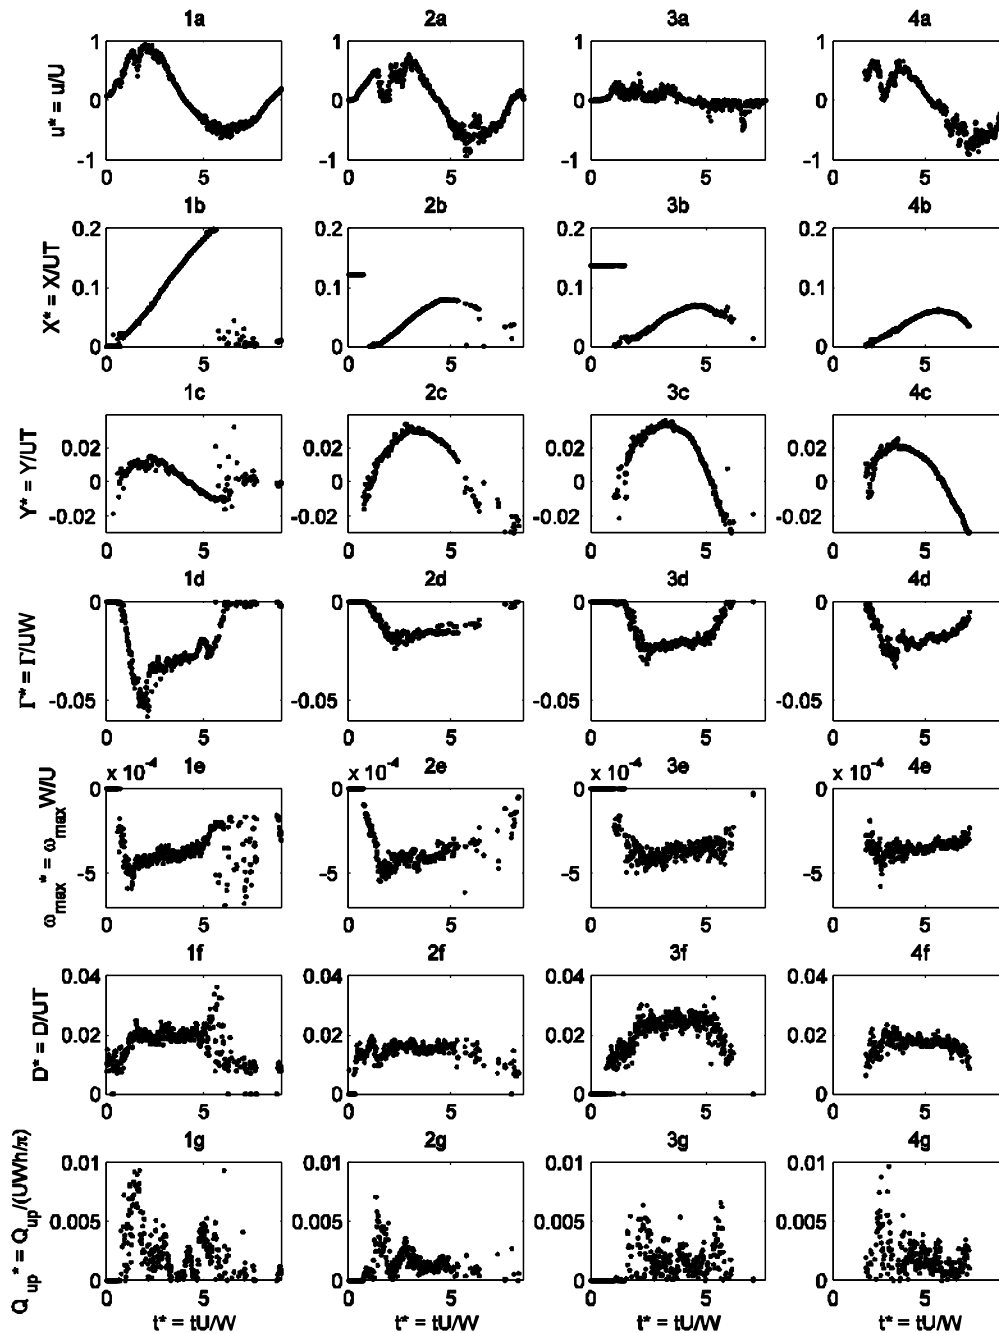 1a 2a 3a 4a
u* = u/U
1 1 1 1
0 0 0 0
-1 -1 -1 -1
0 5 0 5 0 5 0 5
1b 2b 3b 4b
X* = X/UT
0.2 0.2 0.2 0.2
0.1 0.1 0.1 0.1
0 0 0 0
0 5 0 5 0 5 0 5
1c 2c 3c 4c
Y* = Y/UT
0.02 0.02 0.02 0.02
0 0 0 0
-0.02 -0.02 -0.02 -0.02
0 5 0 5 0 5 0 5
1d 2d 3d 4d
Γ* = Γ/UW
0 0 0 0
-0.05 -0.05 -0.05 -0.05
0 5 0 5 0 5 0 5
x 10⁻⁴ 1e x 10⁻⁴ 2e x 10⁻⁴ 3e x 10⁻⁴ 4e
ω_max* = ω_max W/U
0 0 0 0
-5 -5 -5 -5
0 5 0 5 0 5 0 5
1f 2f 3f 4f
D* = D/UT
0.04 0.04 0.04 0.04
0.02 0.02 0.02 0.02
0 0 0 0
0 5 0 5 0 5 0 5
1g 2g 3g 4g
Q_up* = Q_up/(UWh/π)
0.01 0.01 0.01 0.01
0.005 0.005 0.005 0.005
0 0 0 0
0 5 0 5 0 5 0 5
t* = tU/W t* = tU/W t* = tU/W t* = tU/W